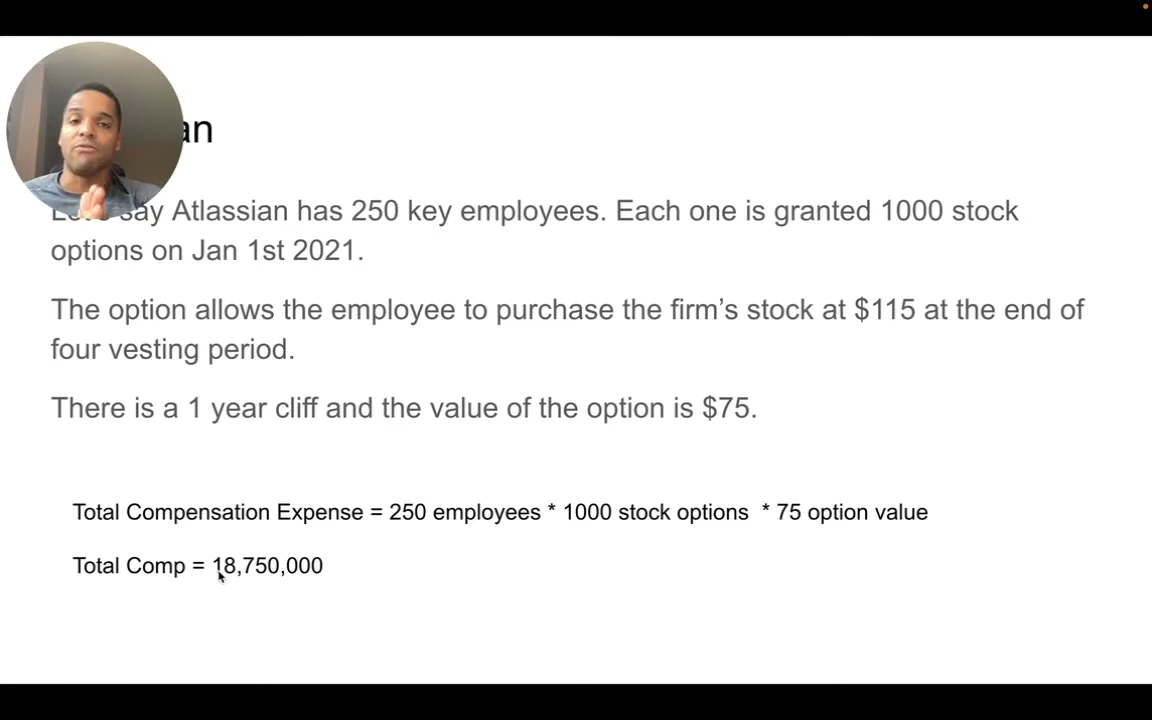 an
say Atlassian has 250 key employees. Each one is granted 1000 stock
options on Jan 1st 2021.
The option allows the employee to purchase the firm’s stock at $115 at the end of
four vesting period.
There is a 1 year cliff and the value of the option is $75.
Total Compensation Expense = 250 employees * 1000 stock options * 75 option value
Total Comp = 18,750,000